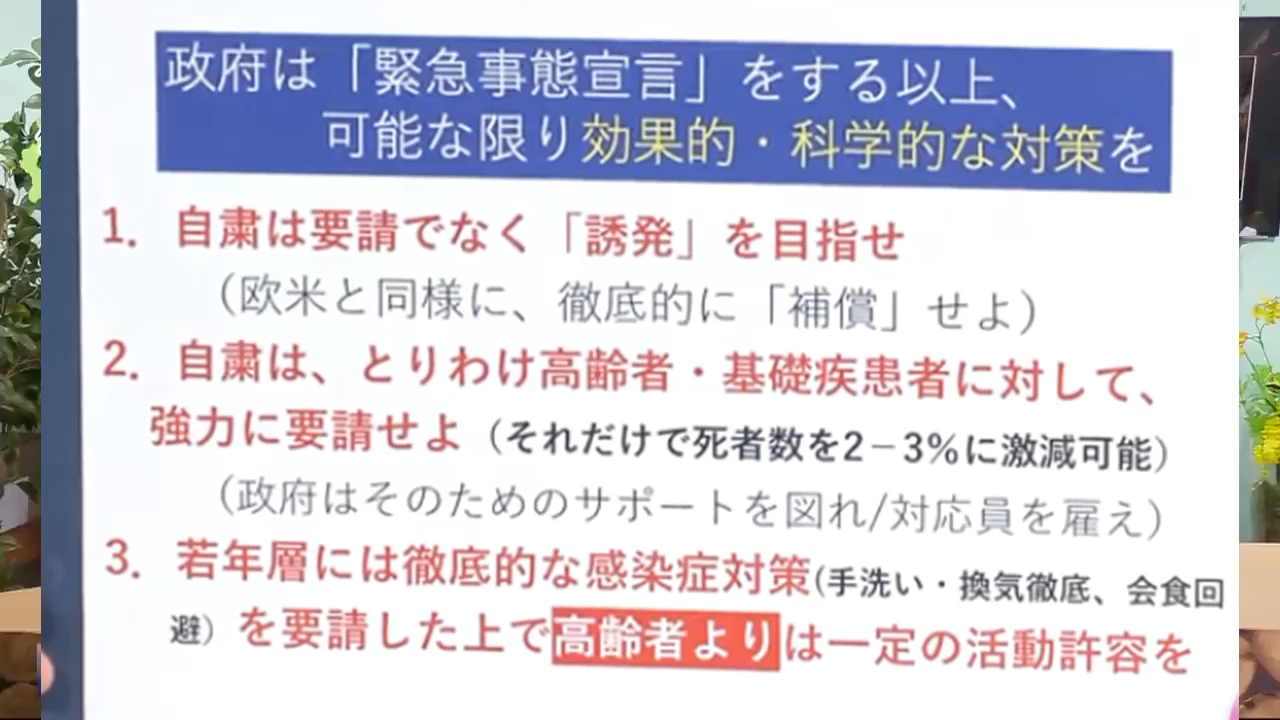 政府は「緊急事態宣言」をする以上、
可能な限り効果的・科学的な対策を
1. 自粛は要請でなく「誘発」を目指せ
(欧米と同様に、徹底的に「補償」せよ)
2. 自粛は、とりわけ高齢者・基礎疾患者に対して、
強力に要請せよ(それだけで死者数を2−3%に激減可能)
(政府はそのためのサポートを図れ/対応員を雇え)
3. 若年層には徹底的な感染症対策(手洗い・換気徹底、会食回
避)を要請した上で高齢者よりは一定の活動許容を